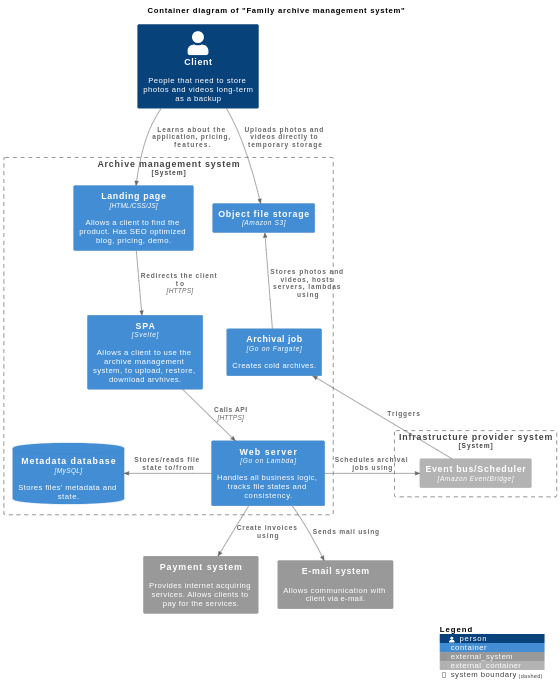 Container diagram of "Family archive management system"
Client
People that need to store
photos and videos long-term
as a backup
Learns about the
application, pricing,
features.
Uploads photos and
videos directly to
temporary storage
Archive management system
[System]
Landing page
[HTML/CSS/JS]
Allows a client to find the
product. Has SEO optimized
blog, pricing, demo.
Object file storage
[Amazon S3]
Redirects the client
to
[HTTPS]
Stores photos and
videos, hosts
servers, lambdas
using
SPA
[Svelte]
Allows a client to use the
archive management
system, to upload, restore,
download arvhives.
Archival job
[Go on Fargate]
Creates cold archives.
Calls API
[HTTPS]
Triggers
Infrastructure provider system
[System]
Metadata database
[MySQL]
Stores files' metadata and
state.
Stores/reads file
state to/from
Web server
[Go on Lambda]
Handles all business logic,
tracks file states and
consistency.
Schedules archival
jobs using
Event bus/Scheduler
[Amazon EventBridge]
Create invoices
using
Sends mail using
Payment system
Provides internet acquiring
services. Allows clients to
pay for the services.
E-mail system
Allows communication with
client via e-mail.
Legend
person
container
external_system
external_container
system boundary (dashed)